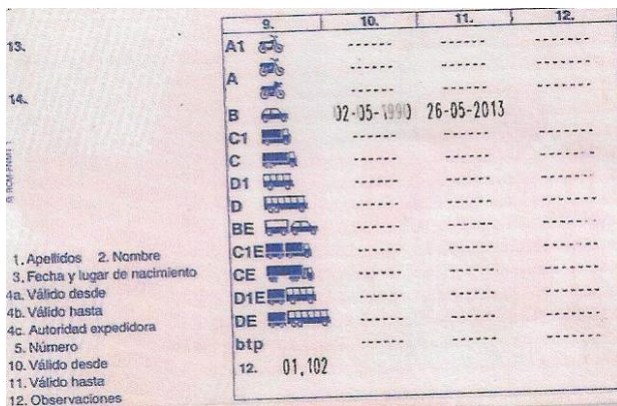 9. 10. 11. 12.
13.
A1 ------ ------ ------
------ ------ ------
A
------ ------ ------
14.
B 02-05-1990 26-05-2013
C1 ------ ------ ------
C ------ ------ ------
D1 ------ ------ ------
D ------ ------ ------
BE ------ ------ ------
C1E ------ ------ ------
CE ------ ------ ------
D1E ------ ------ ------
DE ------ ------ ------
btp ------ ------ ------
12. 01,102
1. Apellidos 2. Nombre
3. Fecha y lugar de nacimiento
4a. Válido desde
4b. Válido hasta
4c. Autoridad expedidora
5. Número
10. Válido desde
11. Válido hasta
12. Observaciones